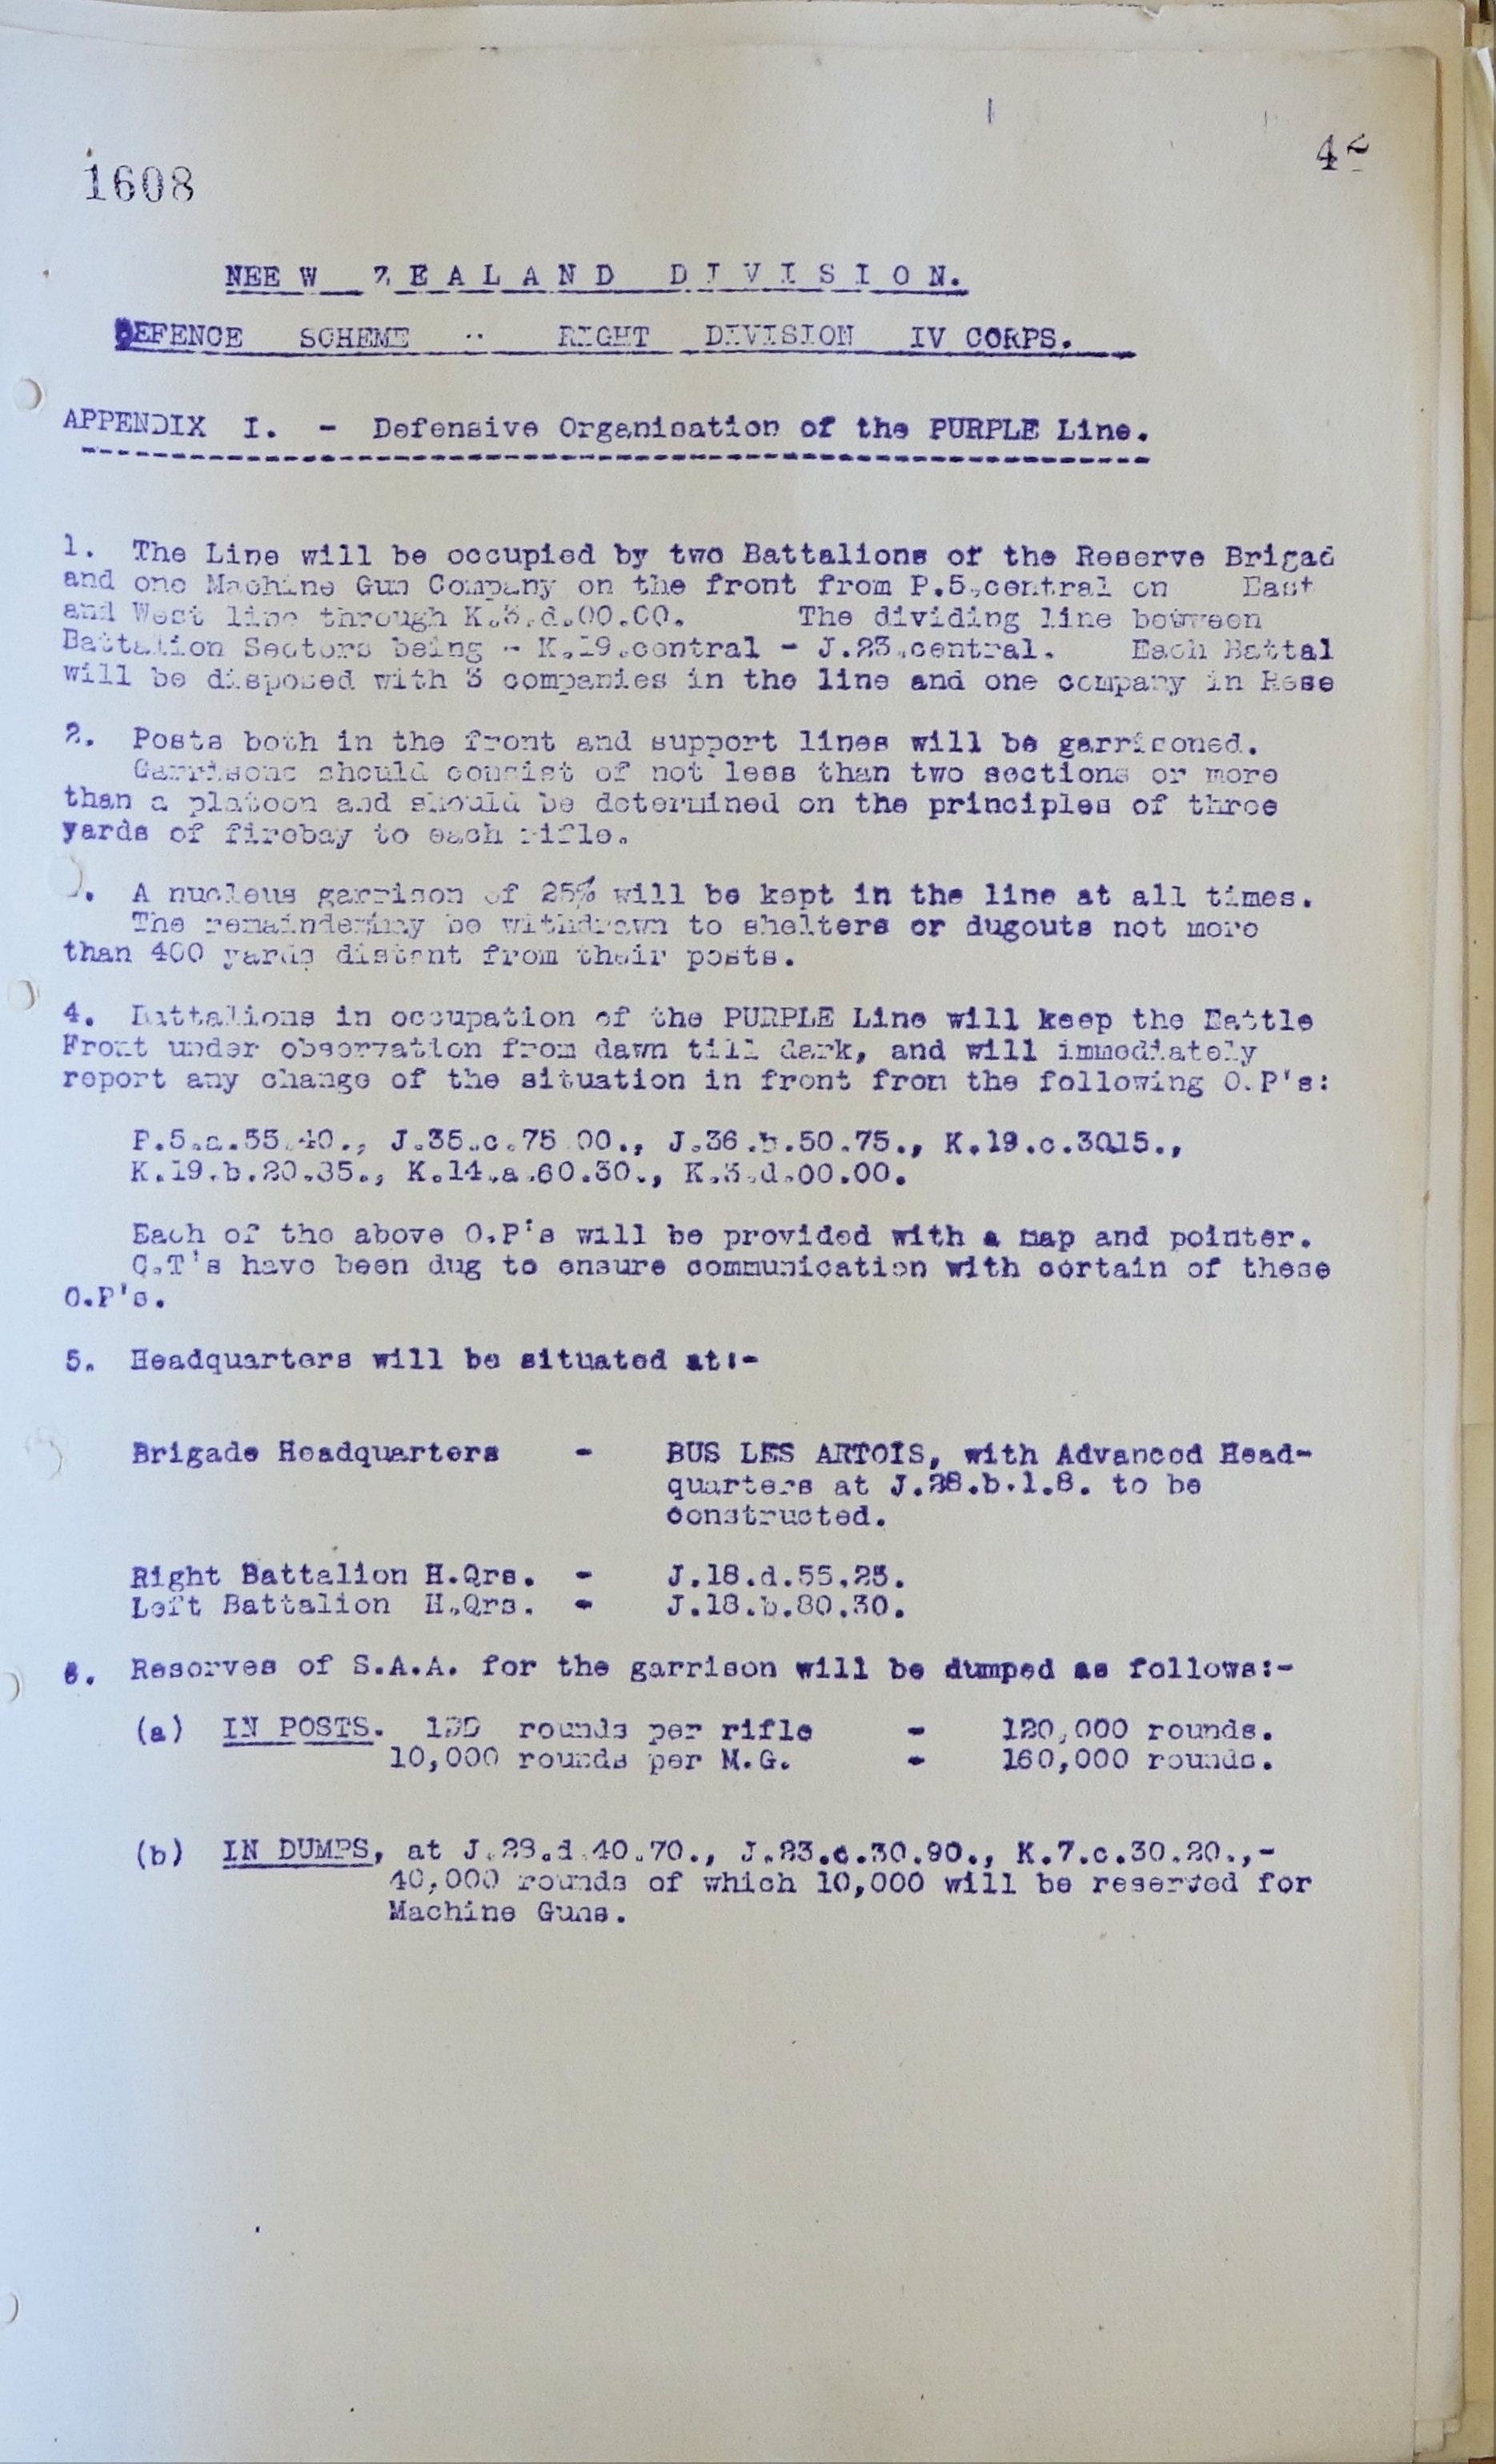 1608
42
NEE W ZEALAND DIVISION.
DEFENCE SCHEME - RIGHT DIVISION IV CORPS.
APPENDIX I. - Defensive Organisation of the PURPLE Line.
1. The Line will be occupied by two Battalions of the Reserve Brigad
and one Machine Gun Company on the front from P.5.central on East
and West line through K.3.d.00.00. The dividing line between
Battalion Sectors being - K.19.central - J.23.central. Each Battal
will be disposed with 3 companies in the line and one company in Rese
2. Posts both in the front and support lines will be garrisoned.
Garrisons should consist of not less than two sections or more
than a platoon and should be determined on the principles of three
yards of firebay to each rifle.
3. A nucleus garrison of 25% will be kept in the line at all times.
The remainder may be withdrawn to shelters or dugouts not more
than 400 yards distant from their posts.
4. Battalions in occupation of the PURPLE Line will keep the Battle
Front under observation from dawn till dark, and will immediately
report any change of the situation in front from the following O.P's:
P.5.a.55.40., J.35.c.75.00., J.36.b.50.75., K.19.c.3015.,
K.19.b.20.85., K.14.a.60.30., K.3.d.00.00.
Each of the above O.P's will be provided with a map and pointer.
C.T's have been dug to ensure communication with certain of these
O.P's.
5. Headquarters will be situated at:-
Brigade Headquarters - BUS LES ARTOIS, with Advanced Head-
quarters at J.28.b.1.8. to be
constructed.
Right Battalion H.Qrs. - J.18.d.55.25.
Left Battalion H.Qrs. - J.18.b.80.30.
6. Reserves of S.A.A. for the garrison will be dumped as follows:-
(a) IN POSTS. rounds per rifle - 120,000 rounds.
10,000 rounds per M.G. - 160,000 rounds.
(b) IN DUMPS, at J.28.d.40.70., J.23.c.30.90., K.7.c.30.20.,-
40,000 rounds of which 10,000 will be reserved for
Machine Guns.